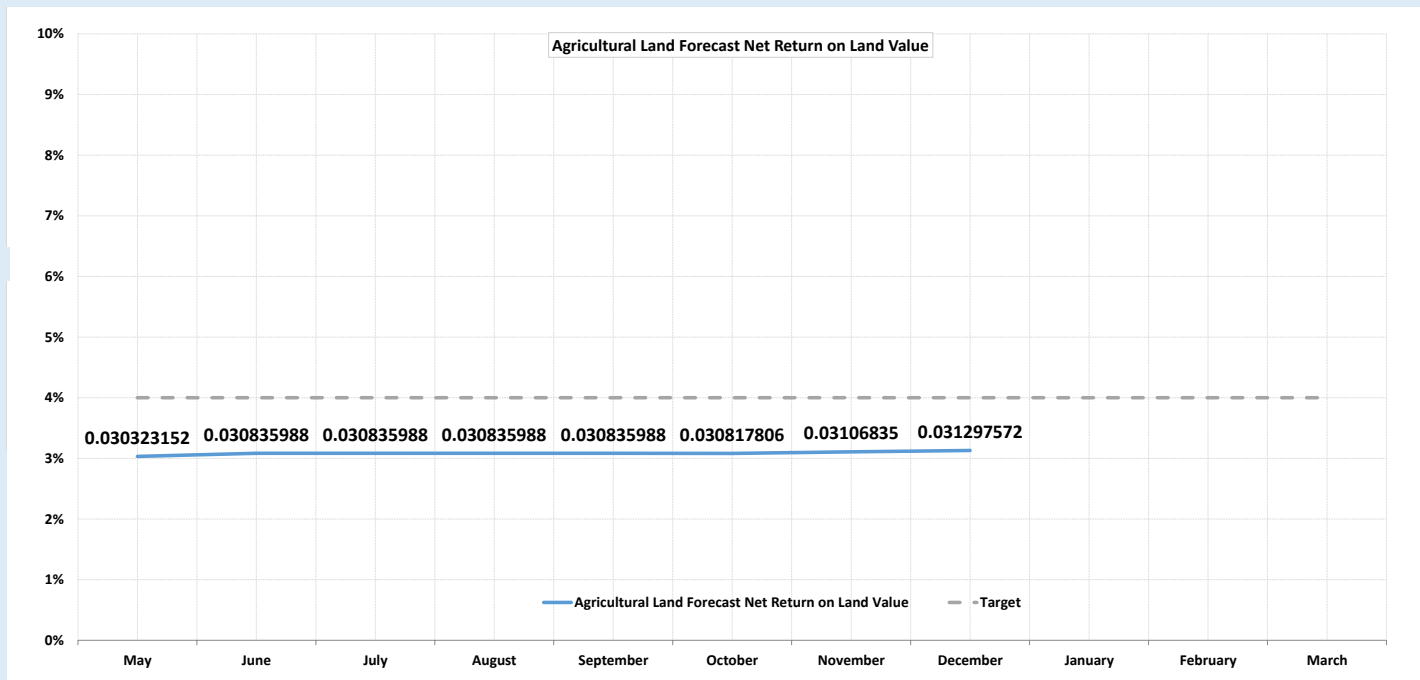 Agricultural Land Forecast Net Return on Land Value
10%
9%
8%
7%
6%
5%
4%
3%
2%
1%
0%
0.030323152 0.030835988 0.030835988 0.030835988 0.030835988 0.030817806 0.03106835 0.031297572
Agricultural Land Forecast Net Return on Land Value Target
May June July August September October November December January February March